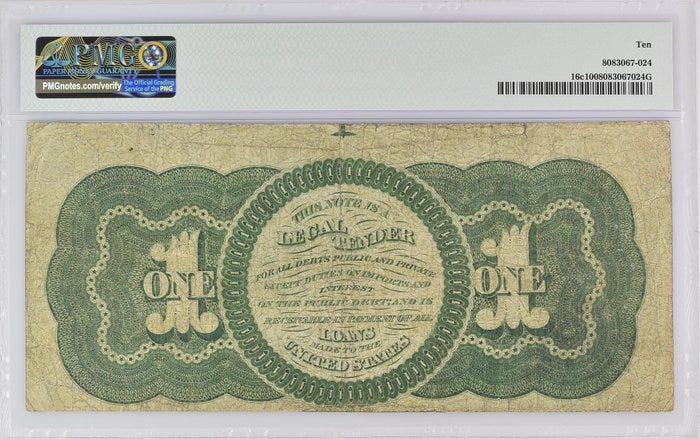 PMG
PAPER MONEY GUARANTY
PMGnotes.com/verify
The Official Grading
Service of the PNG
Ten
8083067-024
16c1008083067024G
THIS NOTE IS A
LEGAL TENDER
FOR ALL DEBTS PUBLIC AND PRIVATE
EXCEPT DUTIES ON IMPORTS AND
INTEREST
ON THE PUBLIC DEBT; AND IS
RECEIVABLE IN PAYMENT OF ALL
LOANS
MADE TO THE
UNITED STATES
1
ONE
1
ONE